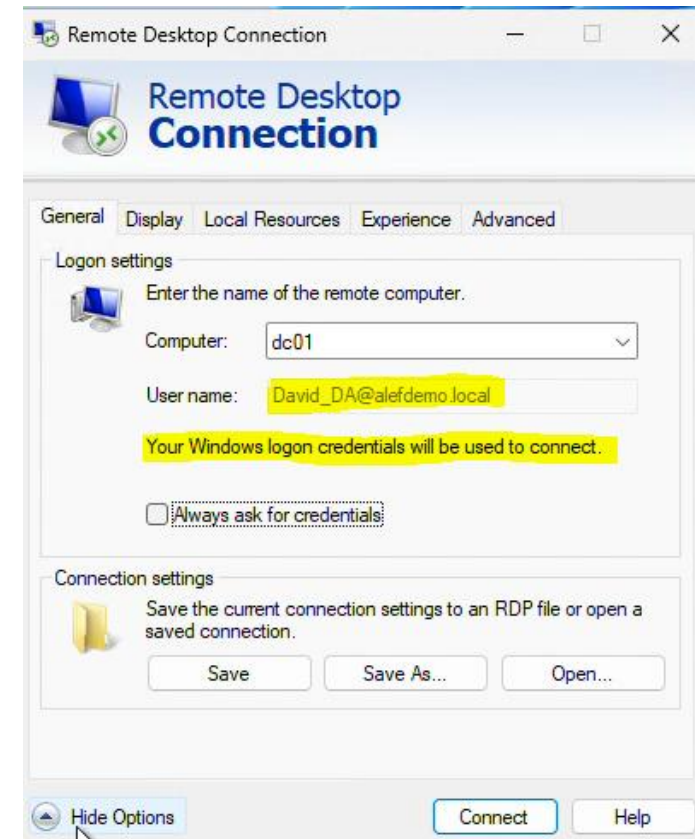 Remote Desktop Connection
Remote Desktop
Connection
General Display Local Resources Experience Advanced
Logon settings
Enter the name of the remote computer.
Computer: dc01
User name: David_DA@alefdemo.local
Your Windows logon credentials will be used to connect.
Always ask for credentials
Connection settings
Save the current connection settings to an RDP file or open a
saved connection.
Save Save As... Open...
Hide Options Connect Help